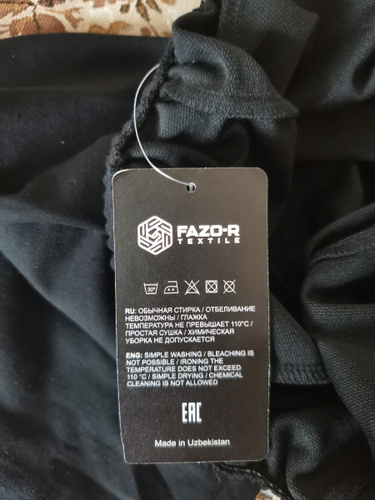 FAZO-R
TEXTILE
30°
RU: ОБЫЧНАЯ СТИРКА / ОТБЕЛИВАНИЕ
НЕВОЗМОЖНЫ / ГЛАЖКА
ТЕМПЕРАТУРА НЕ ПРЕВЫШАЕТ 110°C /
ПРОСТАЯ СУШКА / ХИМИЧЕСКАЯ
УБОРКА НЕ ДОПУСКАЕТСЯ
ENG: SIMPLE WASHING / BLEACHING IS
NOT POSSIBLE / IRONING THE
TEMPERATURE DOES NOT EXCEED
110 °C / SIMPLE DRYING / CHEMICAL
CLEANING IS NOT ALLOWED
EAC
Made in Uzbekistan